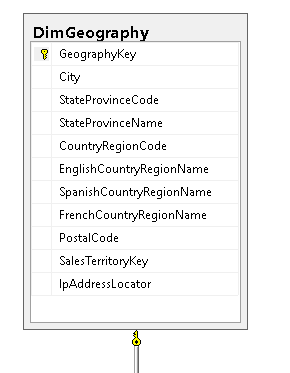 DimGeography
GeographyKey
City
StateProvinceCode
StateProvinceName
CountryRegionCode
EnglishCountryRegionName
SpanishCountryRegionName
FrenchCountryRegionName
PostalCode
SalesTerritoryKey
IpAddressLocator